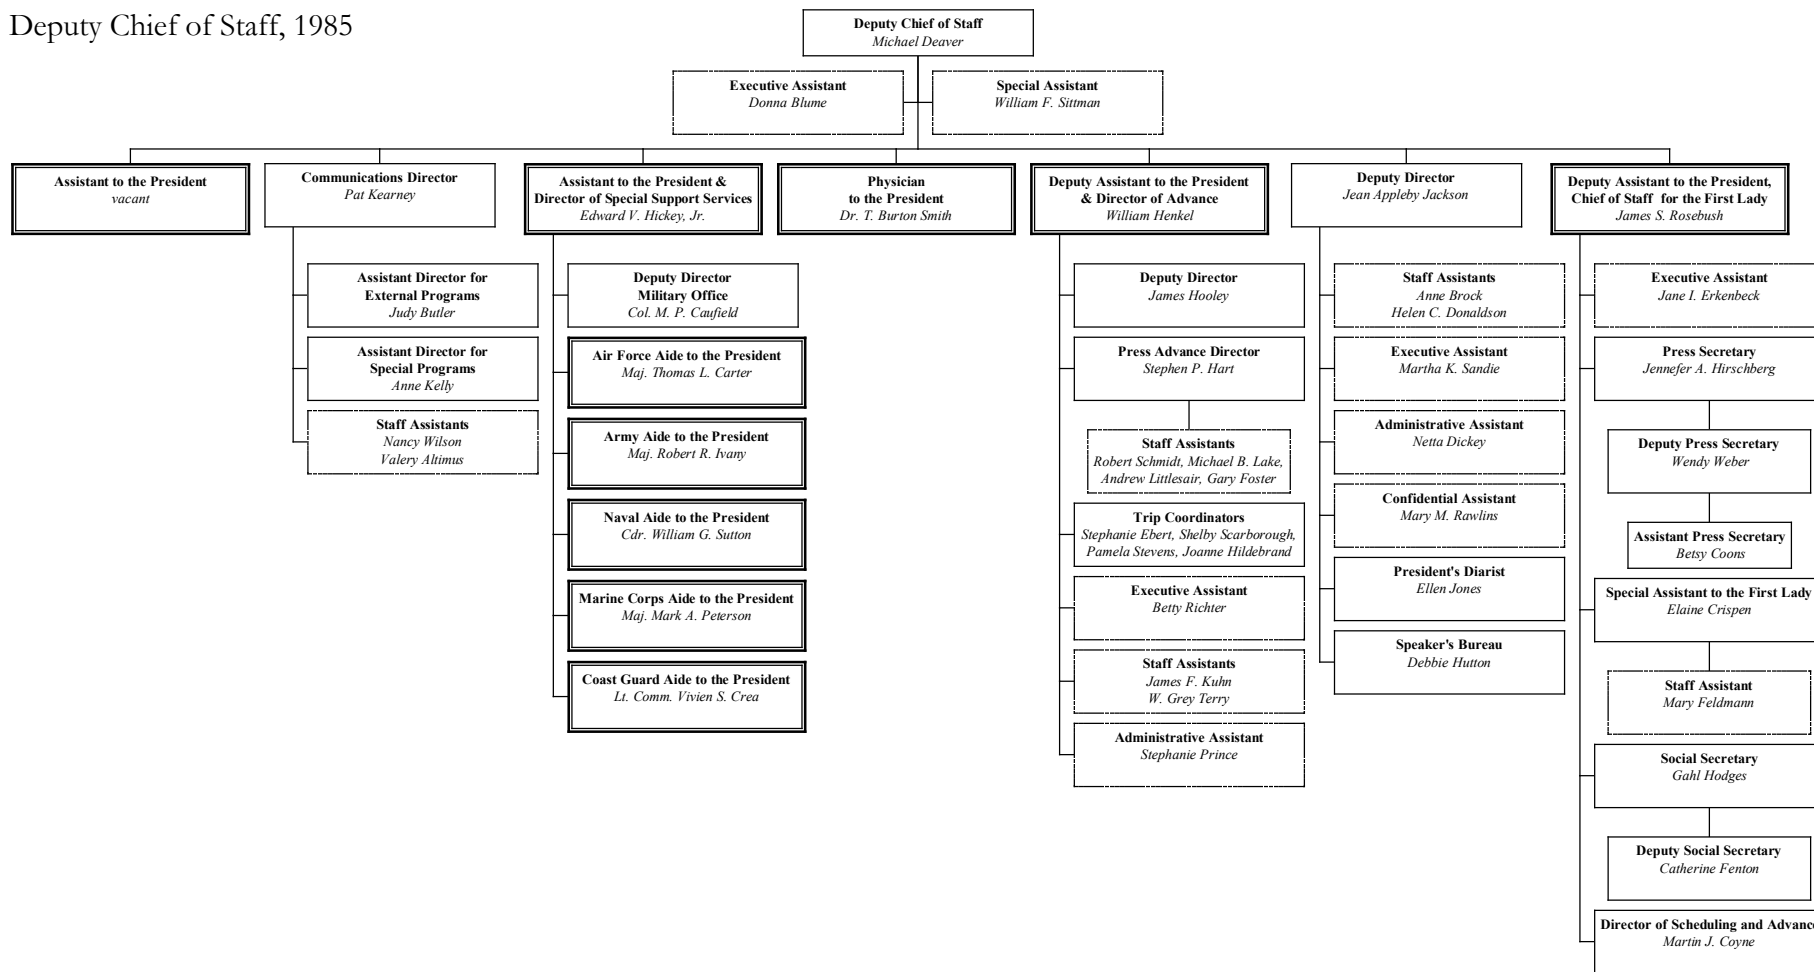 Deputy Chief of Staff, 1985
Deputy Chief of Staff
Michael Deaver
Executive Assistant
Donna Blume
Special Assistant
William F. Sittman
Assistant to the President
vacant
Communications Director
Pat Kearney
Assistant Director for
External Programs
Judy Butler
Assistant Director for
Special Programs
Anne Kelly
Staff Assistants
Nancy Wilson
Valery Altimus
Assistant to the President &
Director of Special Support Services
Edward V. Hickey, Jr.
Deputy Director
Military Office
Col. M. P. Caufield
Air Force Aide to the President
Maj. Thomas L. Carter
Army Aide to the President
Maj. Robert R. Ivany
Naval Aide to the President
Cdr. William G. Sutton
Marine Corps Aide to the President
Maj. Mark A. Peterson
Coast Guard Aide to the President
Lt. Comm. Vivien S. Crea
Physician
to the President
Dr. T. Burton Smith
Deputy Assistant to the President
& Director of Advance
William Henkel
Deputy Director
James Hooley
Press Advance Director
Stephen P. Hart
Staff Assistants
Robert Schmidt, Michael B. Lake,
Andrew Littlesair, Gary Foster
Trip Coordinators
Stephanie Ebert, Shelby Scarborough,
Pamela Stevens, Joanne Hildebrand
Executive Assistant
Betty Richter
Staff Assistants
James F. Kuhn
W. Grey Terry
Administrative Assistant
Stephanie Prince
Deputy Director
Jean Appleby Jackson
Staff Assistants
Anne Brock
Helen C. Donaldson
Executive Assistant
Martha K. Sandie
Administrative Assistant
Netta Dickey
Confidential Assistant
Mary M. Rawlins
President's Diarist
Ellen Jones
Speaker's Bureau
Debbie Hutton
Deputy Assistant to the President,
Chief of Staff for the First Lady
James S. Rosebush
Executive Assistant
Jane I. Erkenbeck
Press Secretary
Jennefer A. Hirschberg
Deputy Press Secretary
Wendy Weber
Assistant Press Secretary
Betsy Coons
Special Assistant to the First Lady
Elaine Crispen
Staff Assistant
Mary Feldmann
Social Secretary
Gahl Hodges
Deputy Social Secretary
Catherine Fenton
Director of Scheduling and Advance
Martin J. Coyne